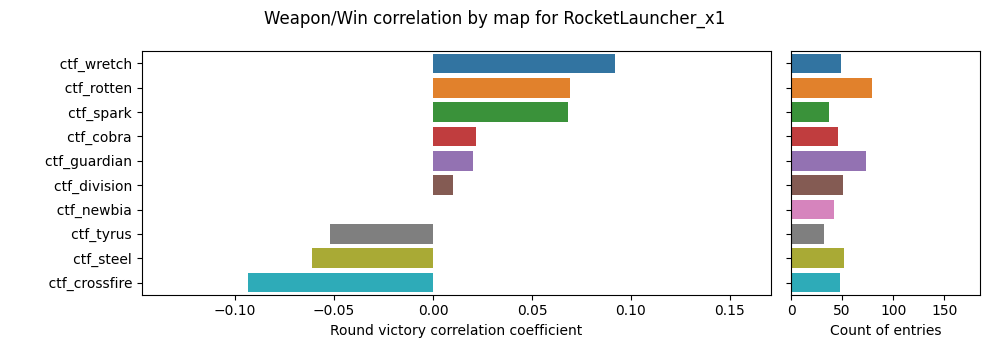 Weapon/Win correlation by map for RocketLauncher_x1
ctf_wretch
ctf_rotten
ctf_spark
ctf_cobra
ctf_guardian
ctf_division
ctf_newbia
ctf_tyrus
ctf_steel
ctf_crossfire
−0.10 −0.05 0.00 0.05 0.10 0.15
Round victory correlation coefficient
0 50 100 150
Count of entries